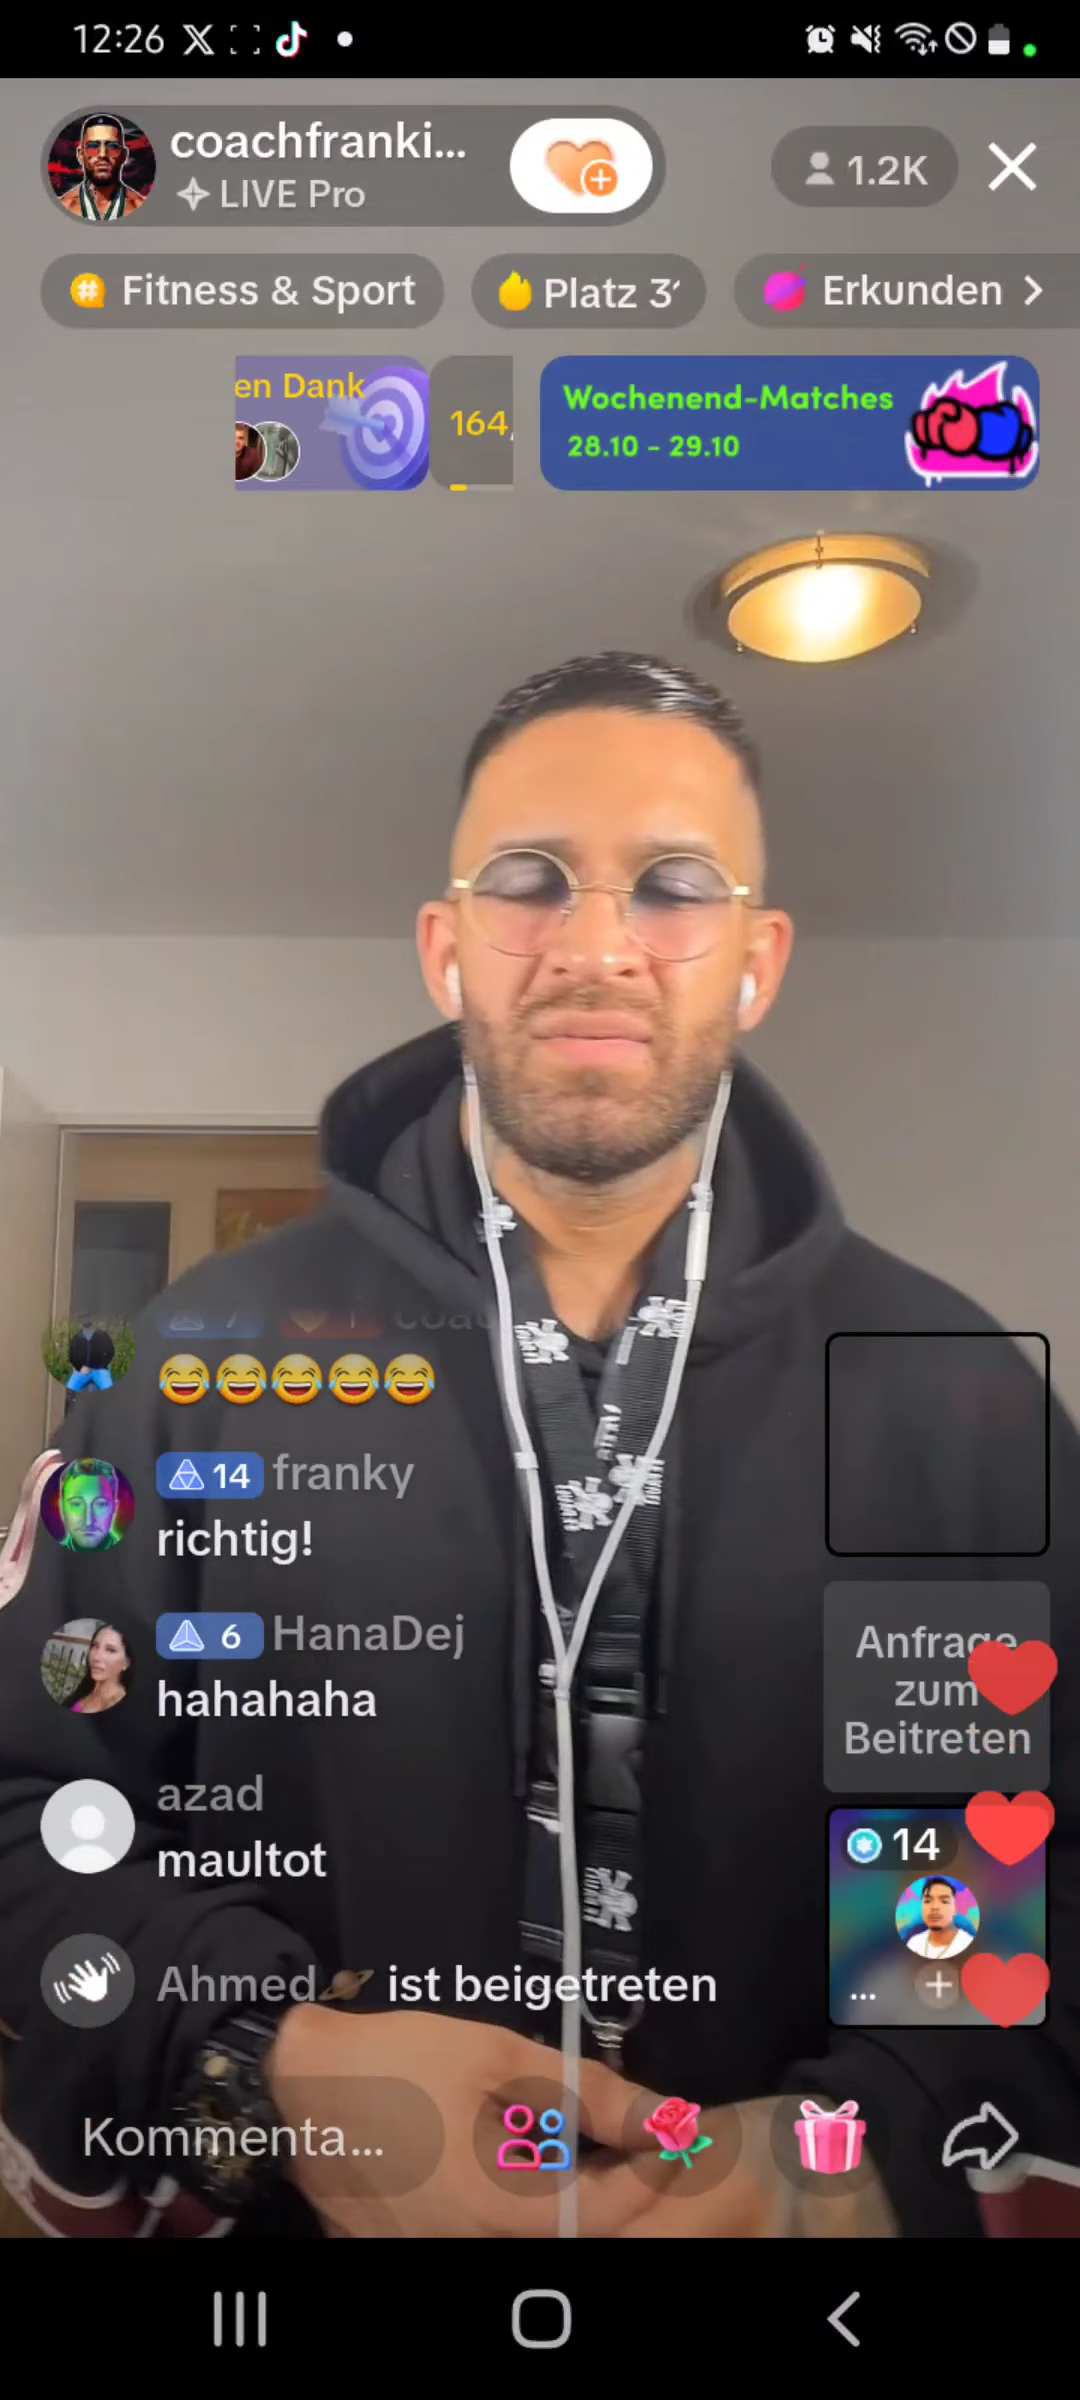 12:26
coachfranki...
LIVE Pro
1.2K
Fitness & Sport
Platz 3
Erkunden
en Dank
164,
Wochenend-Matches
28.10 - 29.10
😂😂😂😂😂
14 franky
richtig!
6 HanaDej
hahahaha
azad
maultot
Ahmed🪐 ist beigetreten
Anfrage
zum
Beitreten
14
...
Kommenta...